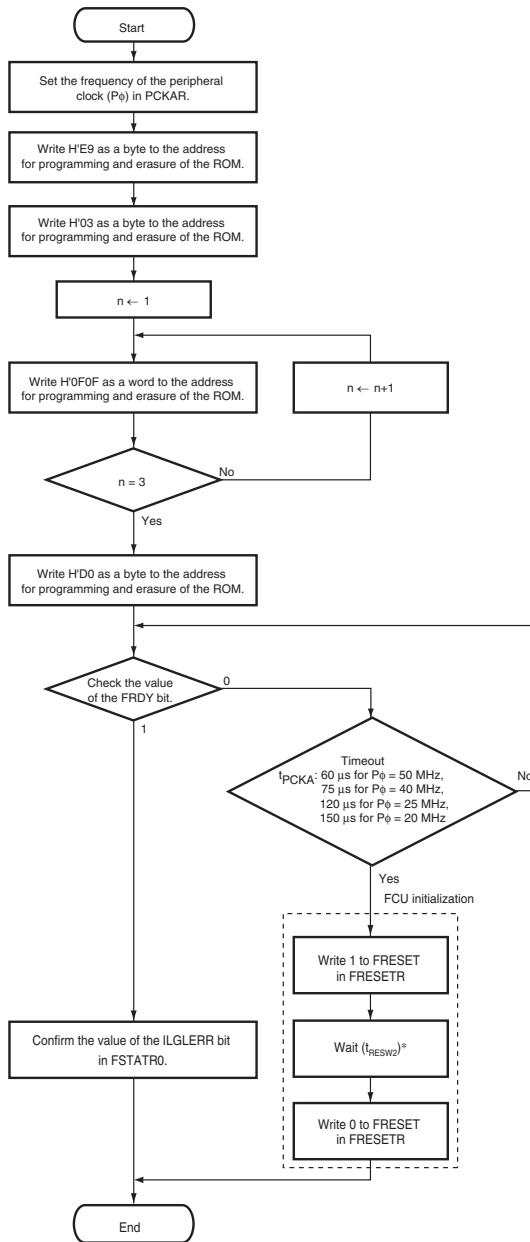 Start
Set the frequency of the peripheral
clock (Pϕ) in PCKAR.
Write H'E9 as a byte to the address
for programming and erasure of the ROM.
Write H'03 as a byte to the address
for programming and erasure of the ROM.
n ← 1
Write H'0F0F as a word to the address
for programming and erasure of the ROM.
n ← n+1
n = 3
No
Yes
Write H'D0 as a byte to the address
for programming and erasure of the ROM.
Check the value
of the FRDY bit.
0
1
Timeout
tPCKA: 60 μs for Pϕ = 50 MHz,
75 μs for Pϕ = 40 MHz,
120 μs for Pϕ = 25 MHz,
150 μs for Pϕ = 20 MHz
No
Yes
FCU initialization
Write 1 to FRESET
in FRESETR
Wait (tRESW2)*
Write 0 to FRESET
in FRESETR
Confirm the value of the ILGLERR bit
in FSTATR0.
End